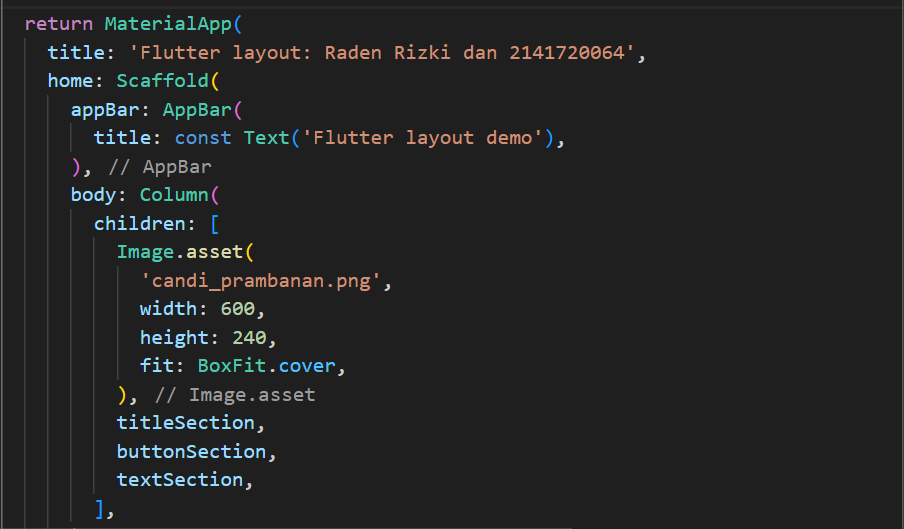 return MaterialApp(
title: 'Flutter layout: Raden Rizki dan 2141720064',
home: Scaffold(
appBar: AppBar(
title: const Text('Flutter layout demo'),
), // AppBar
body: Column(
children: [
Image.asset(
'candi_prambanan.png',
width: 600,
height: 240,
fit: BoxFit.cover,
), // Image.asset
titleSection,
buttonSection,
textSection,
],